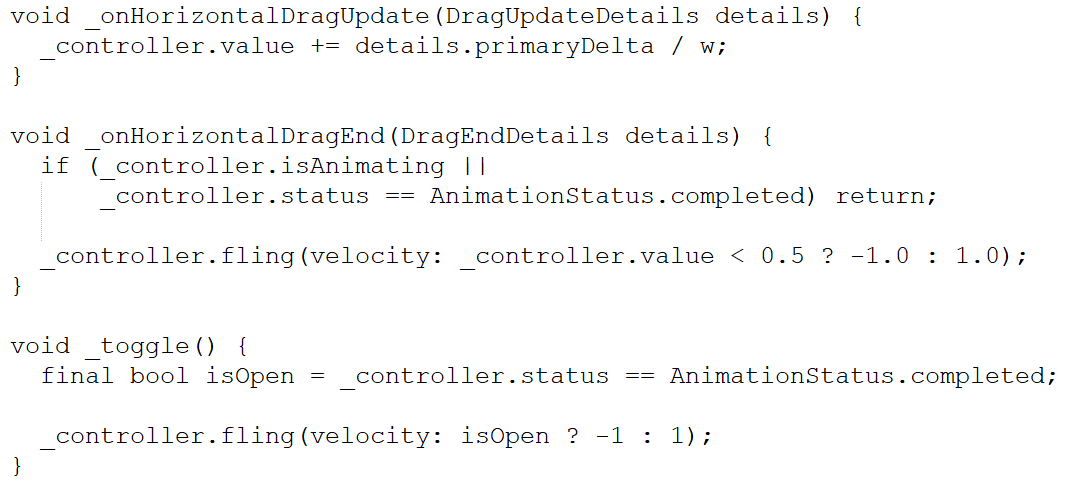 void _onHorizontalDragUpdate(DragUpdateDetails details) {
  _controller.value += details.primaryDelta / w;
}

void _onHorizontalDragEnd(DragEndDetails details) {
  if (_controller.isAnimating ||
      _controller.status == AnimationStatus.completed) return;

  _controller.fling(velocity: _controller.value < 0.5 ? -1.0 : 1.0);
}

void _toggle() {
  final bool isOpen = _controller.status == AnimationStatus.completed;

  _controller.fling(velocity: isOpen ? -1 : 1);
}